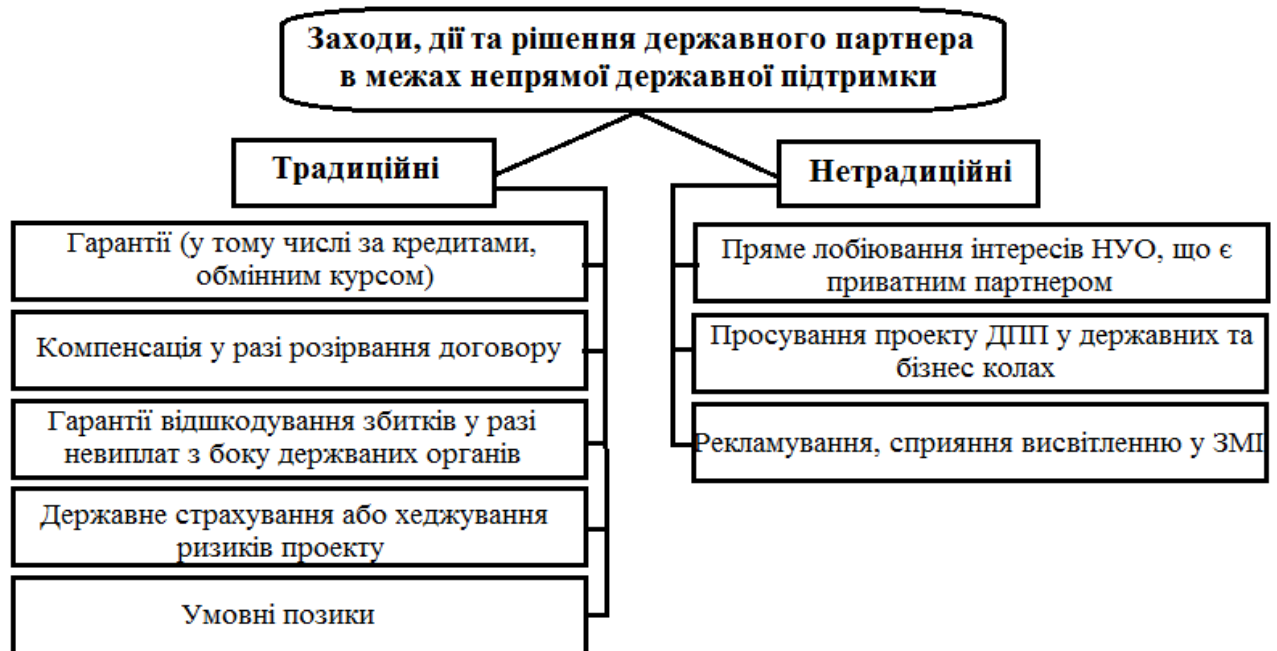 Заходи, дії та рішення державного партнера
в межах непрямої державної підтримки
Традиційні
Гарантії (у тому числі за кредитами,
обмінним курсом)
Компенсація у разі розірвання договору
Гарантії відшкодування збитків у разі
невиплат з боку держваних органів
Державне страхування або хеджування
ризиків проекту
Умовні позики
Нетрадиційні
Пряме лобіювання інтересів НУО, що є
приватним партнером
Просування проекту ДПП у державних та
бізнес колах
Рекламування, сприяння висвітленню у ЗМІ